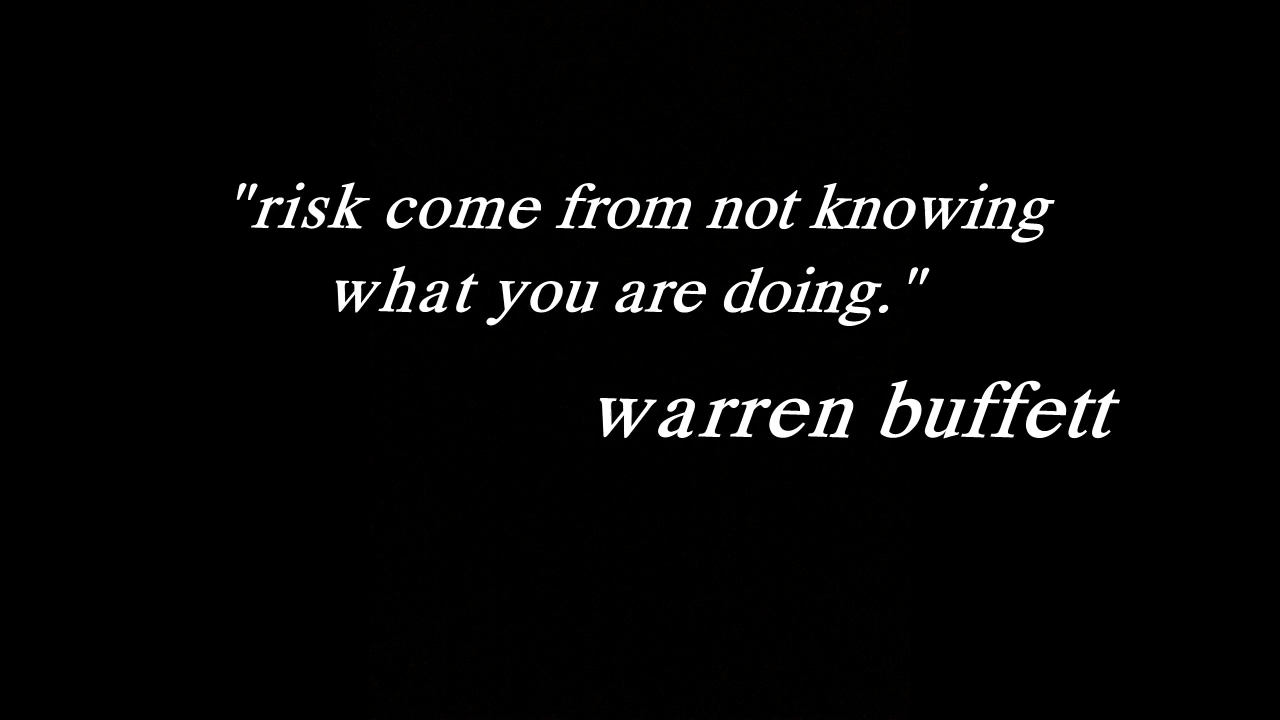 "risk come from not knowing
what you are doing."
warren buffett